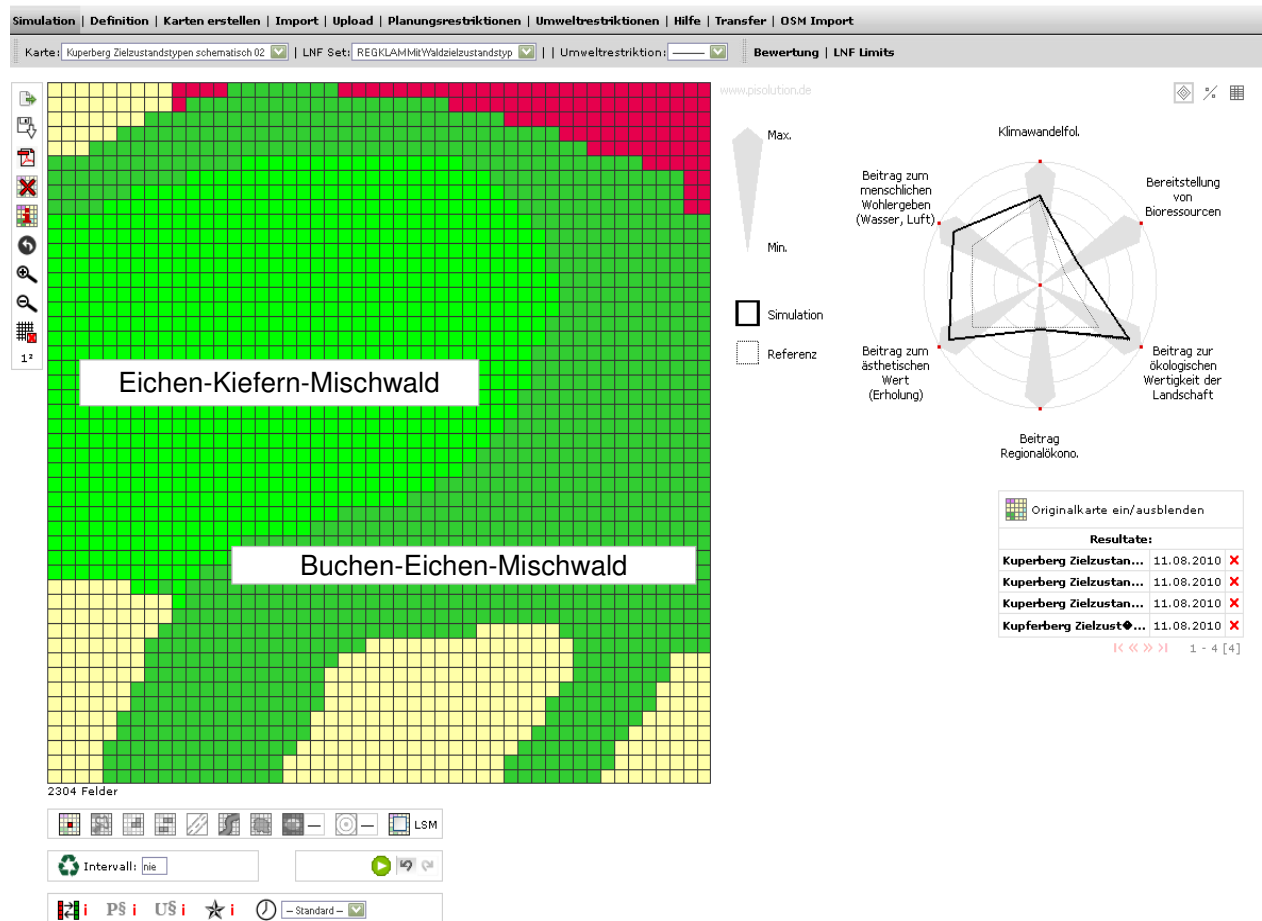 Simulation | Definition | Karten erstellen | Import | Upload | Planungsrestriktionen | Umweltrestriktionen | Hilfe | Transfer | OSM Import
Karte: Kuperberg Zielzustandstypen schematisch 02 | LNF Set: REGKLAMMitWaldzielzustandstyp | | Umweltrestriktion: —— Bewertung | LNF Limits
www.pisolution.de
Max.
Min.
Simulation
Referenz
Klimawandelfol.
Bereitstellung
von
Bioressourcen
Beitrag zur
ökologischen
Wertigkeit der
Landschaft
Beitrag
Regionalökono.
Beitrag zum
ästhetischen
Wert
(Erholung)
Beitrag zum
menschlichen
Wohlergeben
(Wasser, Luft)
1²
Eichen-Kiefern-Mischwald
Buchen-Eichen-Mischwald
Originalkarte ein/ausblenden
Resultate:
Kuperberg Zielzustan... 11.08.2010
Kuperberg Zielzustan... 11.08.2010
Kuperberg Zielzustan... 11.08.2010
Kupferberg Zielzust�... 11.08.2010
1 - 4 [4]
2304 Felder
— — LSM
Intervall: nie
i P§ i U§ i i – Standard –